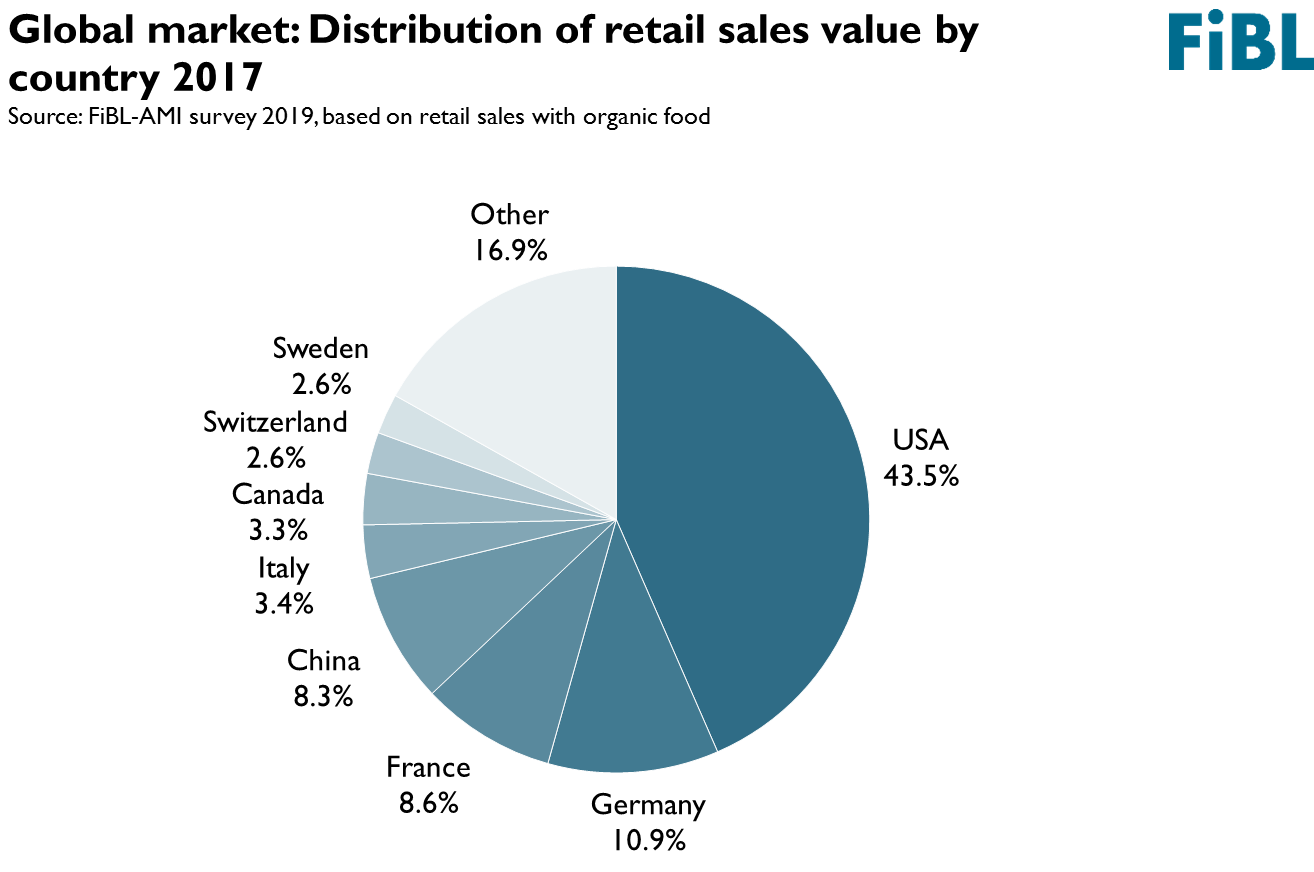 Global market: Distribution of retail sales value by
country 2017
Source: FiBL-AMI survey 2019, based on retail sales with organic food
FiBL
Other
16.9%
Sweden
2.6%
Switzerland
2.6%
Canada
3.3%
Italy
3.4%
China
8.3%
France
8.6%
Germany
10.9%
USA
43.5%